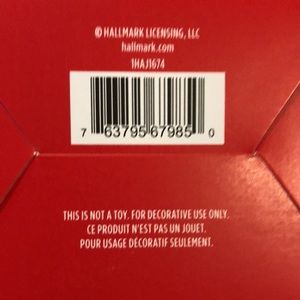 © HALLMARK LICENSING, LLC
hallmark.com
1HAJ1674
7 63795 67985 0
THIS IS NOT A TOY. FOR DECORATIVE USE ONLY.
CE PRODUIT N'EST PAS UN JOUET.
POUR USAGE DÉCORATIF SEULEMENT.